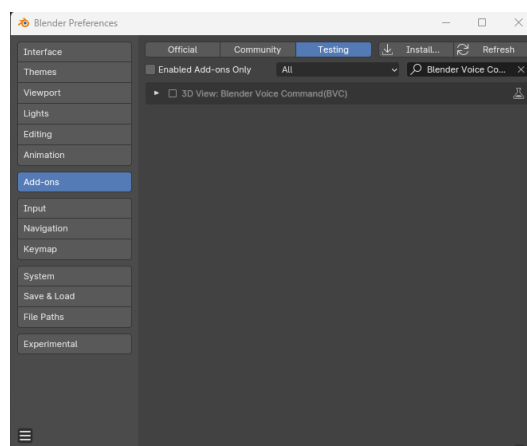 Blender Preferences
Interface
Themes
Viewport
Lights
Editing
Animation
Add-ons
Input
Navigation
Keymap
System
Save & Load
File Paths
Experimental
Official Community Testing Install... Refresh
Enabled Add-ons Only All Blender Voice Co...
3D View: Blender Voice Command(BVC)